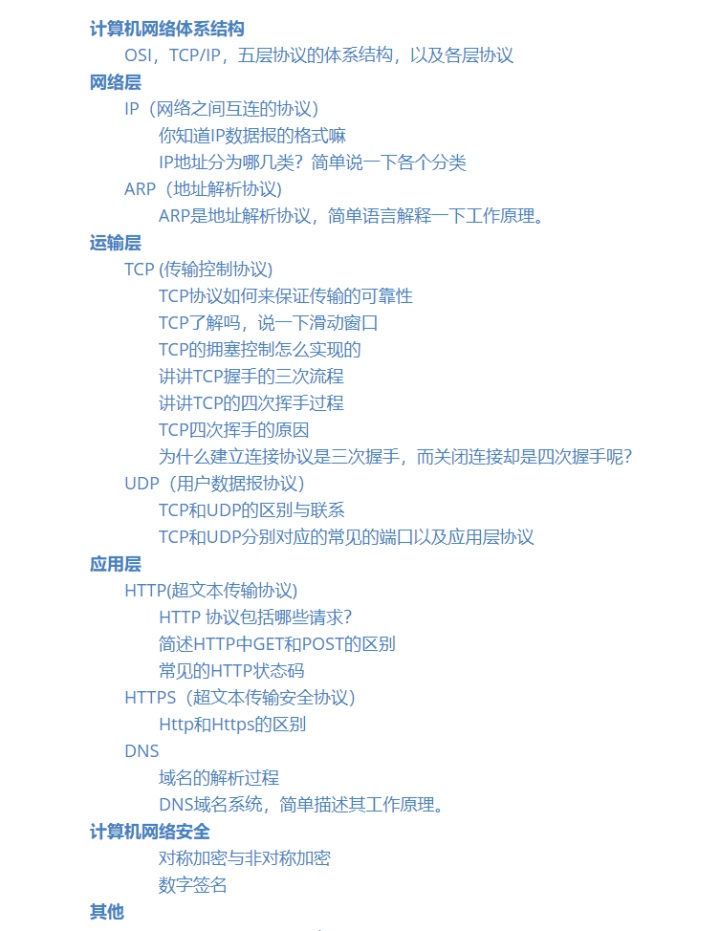 计算机网络体系结构
OSI，TCP/IP，五层协议的体系结构，以及各层协议
网络层
IP（网络之间互连的协议）
你知道IP数据报的格式嘛
IP地址分为哪几类？简单说一下各个分类
ARP（地址解析协议)
ARP是地址解析协议，简单语言解释一下工作原理。
运输层
TCP (传输控制协议)
TCP协议如何来保证传输的可靠性
TCP了解吗，说一下滑动窗口
TCP的拥塞控制怎么实现的
讲讲TCP握手的三次流程
讲讲TCP的四次挥手过程
TCP四次挥手的原因
为什么建立连接协议是三次握手，而关闭连接却是四次握手呢？
UDP（用户数据报协议）
TCP和UDP的区别与联系
TCP和UDP分别对应的常见的端口以及应用层协议
应用层
HTTP(超文本传输协议)
HTTP 协议包括哪些请求？
简述HTTP中GET和POST的区别
常见的HTTP状态码
HTTPS（超文本传输安全协议）
Http和Https的区别
DNS
域名的解析过程
DNS域名系统，简单描述其工作原理。
计算机网络安全
对称加密与非对称加密
数字签名
其他